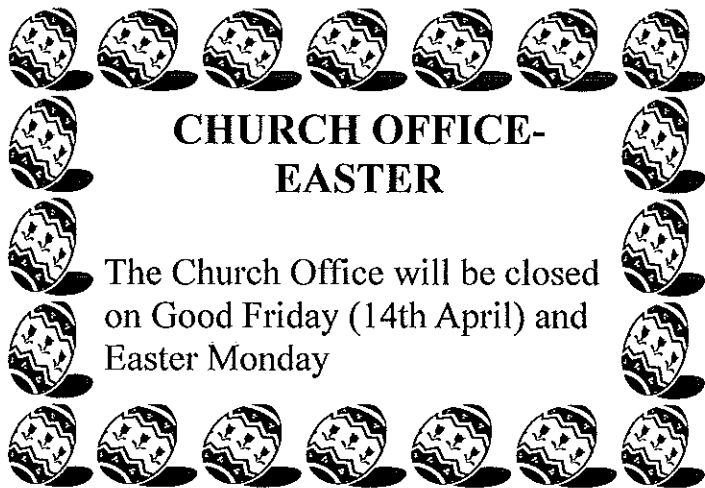 CHURCH OFFICE-
EASTER
The Church Office will be closed
on Good Friday (14th April) and
Easter Monday